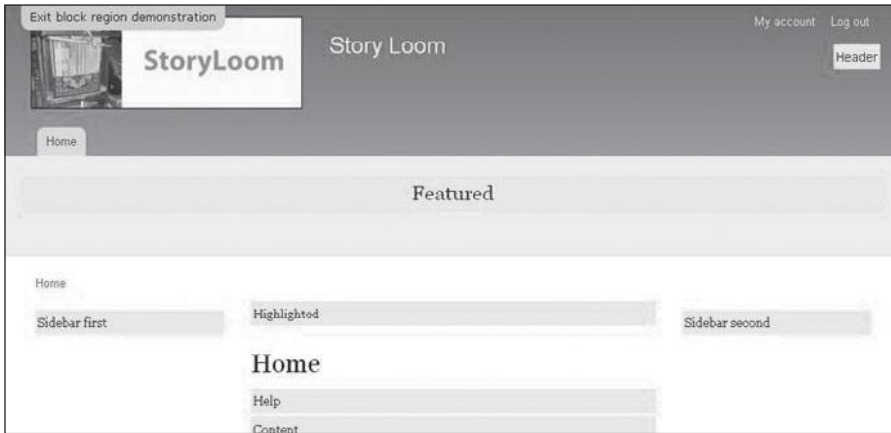 Exit block region demonstration
My account Log out
StoryLoom
Story Loom
Header
Home
Featured
Home
Sidebar first
Highlighted
Sidebar second
Home
Help
Content